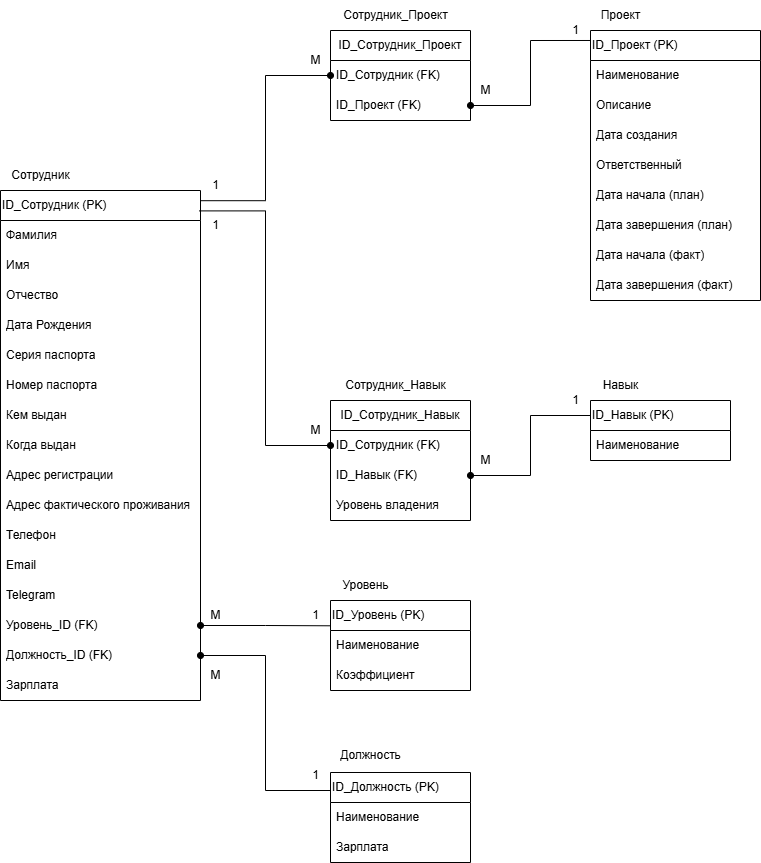 Сотрудник_Проект
ID_Сотрудник_Проект
M
ID_Сотрудник (FK)
ID_Проект (FK)
M
Проект
1
ID_Проект (PK)
Наименование
Описание
Дата создания
Ответственный
Дата начала (план)
Дата завершения (план)
Дата начала (факт)
Дата завершения (факт)
Сотрудник
1
ID_Сотрудник (PK)
1
Фамилия
Имя
Отчество
Дата Рождения
Серия паспорта
Номер паспорта
Кем выдан
Когда выдан
Адрес регистрации
Адрес фактического проживания
Телефон
Email
Telegram
Уровень_ID (FK)
M
Должность_ID (FK)
M
Зарплата
Сотрудник_Навык
ID_Сотрудник_Навык
M
ID_Сотрудник (FK)
ID_Навык (FK)
M
Уровень владения
Навык
1
ID_Навык (PK)
Наименование
Уровень
1
ID_Уровень (PK)
Наименование
Коэффициент
Должность
1
ID_Должность (PK)
Наименование
Зарплата